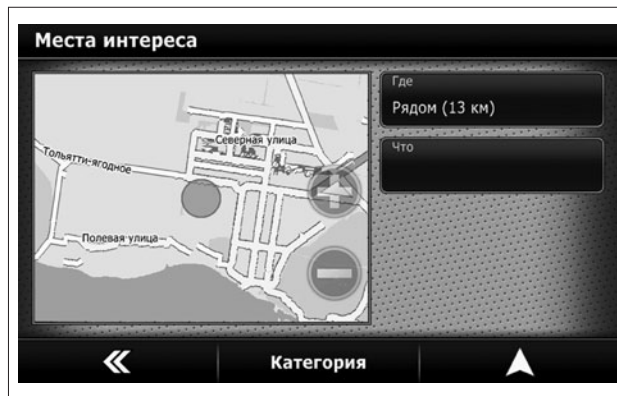 Места интереса
Где
Рядом (13 км)
Что
Северная улица
Тольятти-ягодное
Полевая улица
Категория